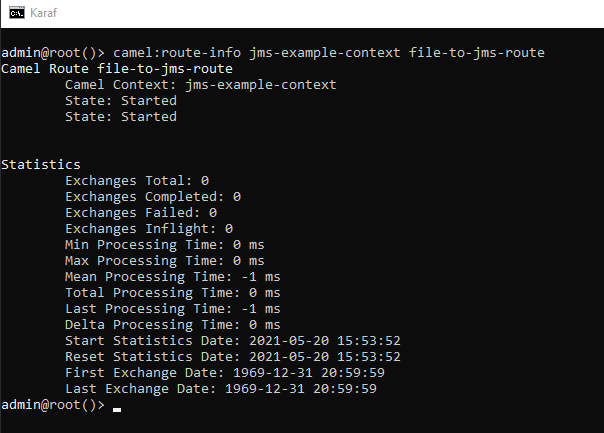 Karaf
admin@root()> camel:route-info jms-example-context file-to-jms-route
Camel Route file-to-jms-route
Camel Context: jms-example-context
State: Started
State: Started
Statistics
Exchanges Total: 0
Exchanges Completed: 0
Exchanges Failed: 0
Exchanges Inflight: 0
Min Processing Time: 0 ms
Max Processing Time: 0 ms
Mean Processing Time: -1 ms
Total Processing Time: 0 ms
Last Processing Time: -1 ms
Delta Processing Time: 0 ms
Start Statistics Date: 2021-05-20 15:53:52
Reset Statistics Date: 2021-05-20 15:53:52
First Exchange Date: 1969-12-31 20:59:59
Last Exchange Date: 1969-12-31 20:59:59
admin@root()>